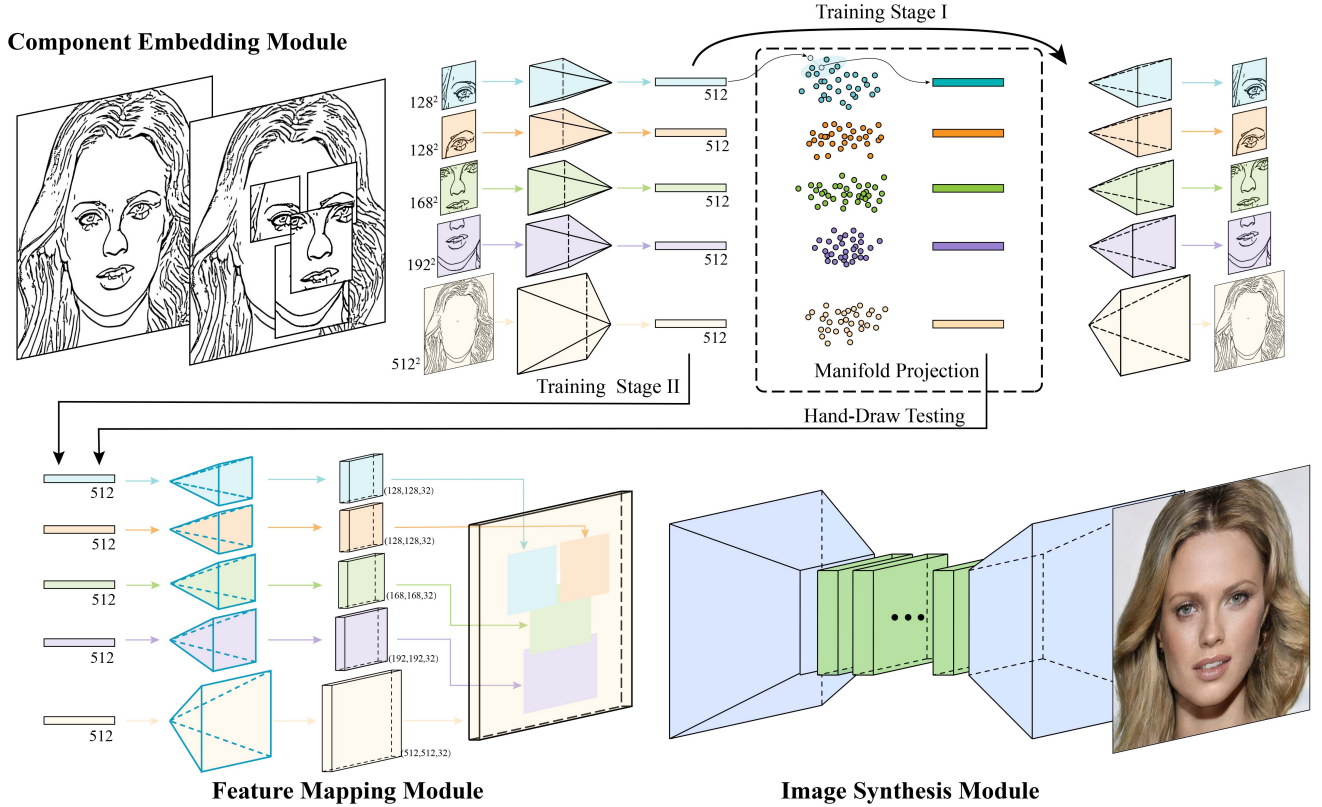 Training Stage I
Component Embedding Module
128²
512
128²
512
168²
512
192²
512
512²
512
Manifold Projection
Training Stage II
Hand-Draw Testing
512
(128,128,32)
512
(128,128,32)
512
(168,168,32)
512
(192,192,32)
512
(512,512,32)
Feature Mapping Module
Image Synthesis Module